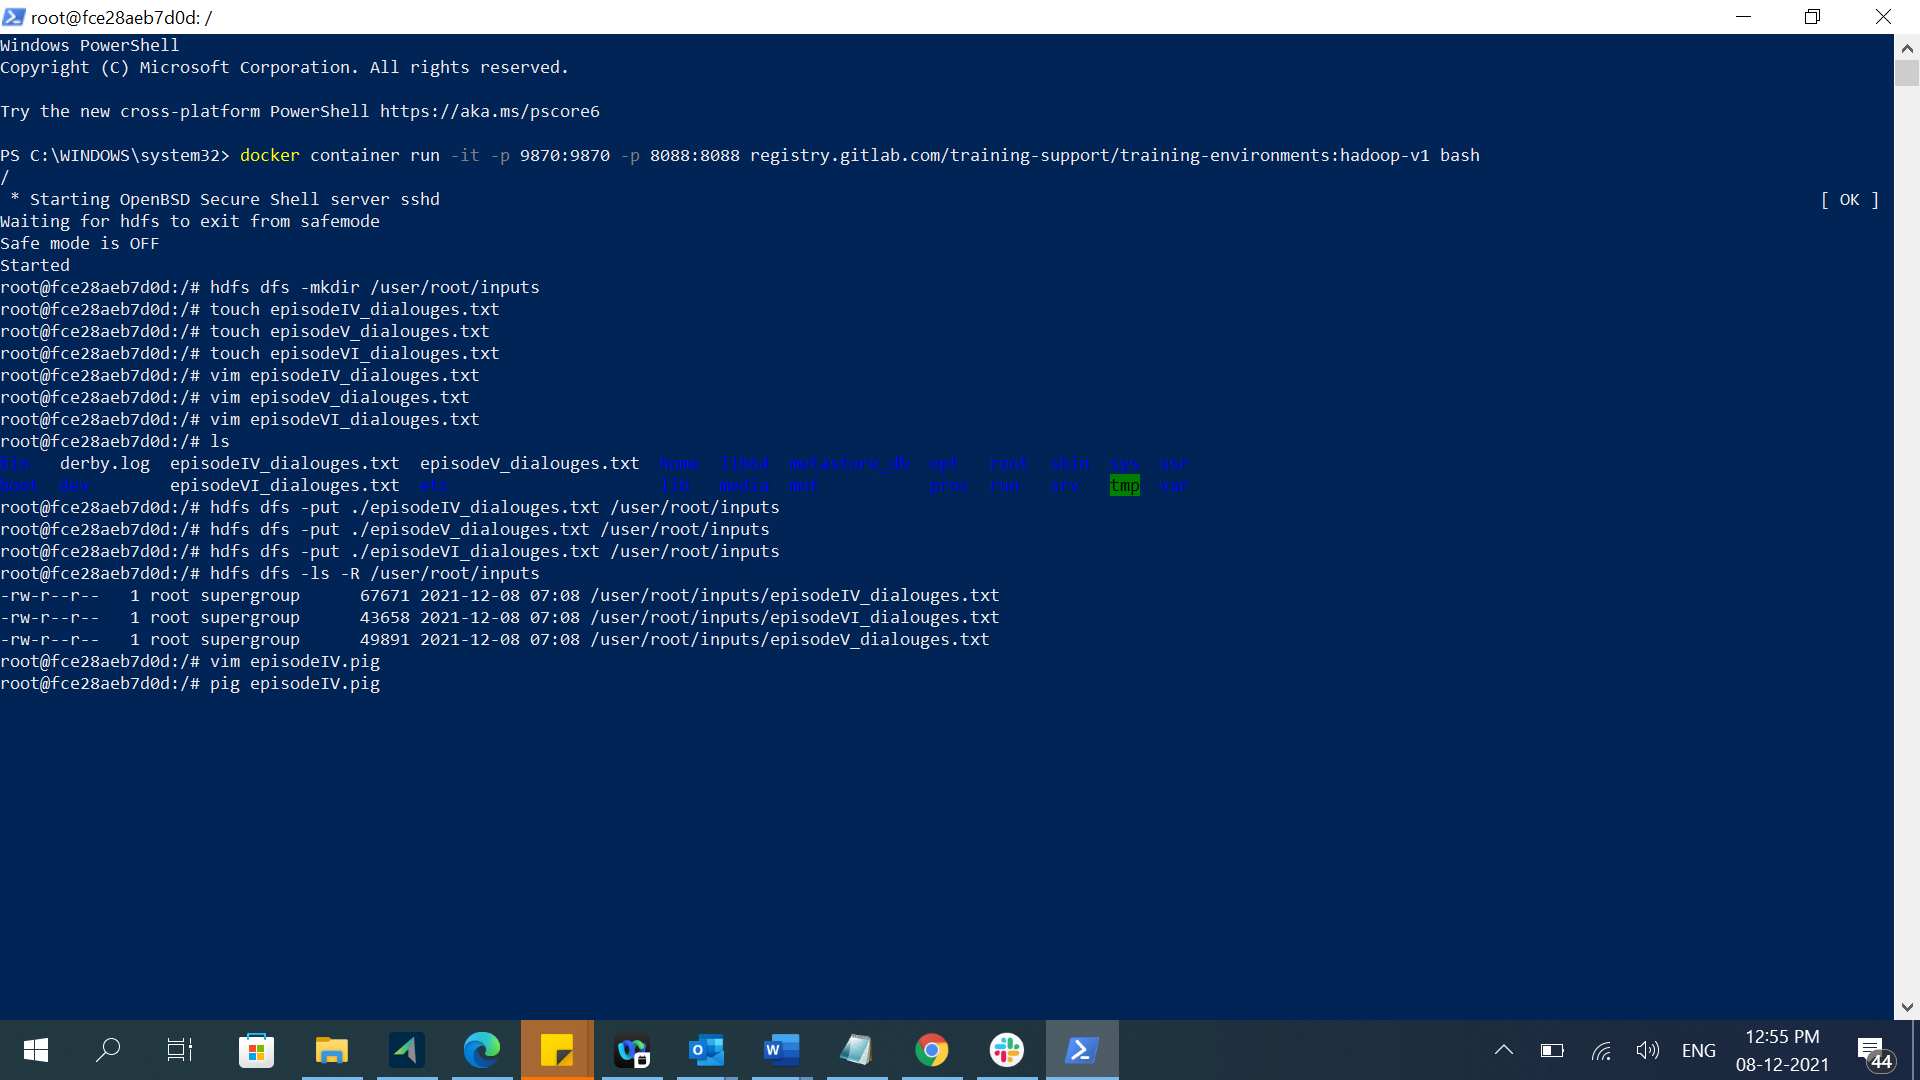 root@fce28aeb7d0d: /
Windows PowerShell
Copyright (C) Microsoft Corporation. All rights reserved.
Try the new cross-platform PowerShell https://aka.ms/pscore6
PS C:\WINDOWS\system32> docker container run -it -p 9870:9870 -p 8088:8088 registry.gitlab.com/training-support/training-environments:hadoop-v1 bash
/
* Starting OpenBSD Secure Shell server sshd [ OK ]
Waiting for hdfs to exit from safemode
Safe mode is OFF
Started
root@fce28aeb7d0d:/# hdfs dfs -mkdir /user/root/inputs
root@fce28aeb7d0d:/# touch episodeIV_dialouges.txt
root@fce28aeb7d0d:/# touch episodeV_dialouges.txt
root@fce28aeb7d0d:/# touch episodeVI_dialouges.txt
root@fce28aeb7d0d:/# vim episodeIV_dialouges.txt
root@fce28aeb7d0d:/# vim episodeV_dialouges.txt
root@fce28aeb7d0d:/# vim episodeVI_dialouges.txt
root@fce28aeb7d0d:/# ls
bin derby.log episodeIV_dialouges.txt episodeV_dialouges.txt home lib64 metastore_db opt root sbin sys usr
boot dev episodeVI_dialouges.txt etc lib media mnt proc run srv tmp var
root@fce28aeb7d0d:/# hdfs dfs -put ./episodeIV_dialouges.txt /user/root/inputs
root@fce28aeb7d0d:/# hdfs dfs -put ./episodeV_dialouges.txt /user/root/inputs
root@fce28aeb7d0d:/# hdfs dfs -put ./episodeVI_dialouges.txt /user/root/inputs
root@fce28aeb7d0d:/# hdfs dfs -ls -R /user/root/inputs
-rw-r--r-- 1 root supergroup 67671 2021-12-08 07:08 /user/root/inputs/episodeIV_dialouges.txt
-rw-r--r-- 1 root supergroup 43658 2021-12-08 07:08 /user/root/inputs/episodeVI_dialouges.txt
-rw-r--r-- 1 root supergroup 49891 2021-12-08 07:08 /user/root/inputs/episodeV_dialouges.txt
root@fce28aeb7d0d:/# vim episodeIV.pig
root@fce28aeb7d0d:/# pig episodeIV.pig
ENG
12:55 PM
08-12-2021
44